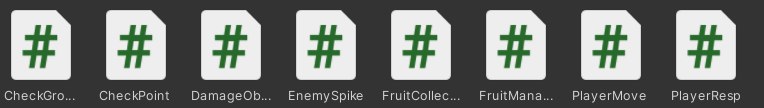 CheckGro...
CheckPoint
DamageOb...
EnemySpike
FruitCollec...
FruitMana...
PlayerMove
PlayerResp